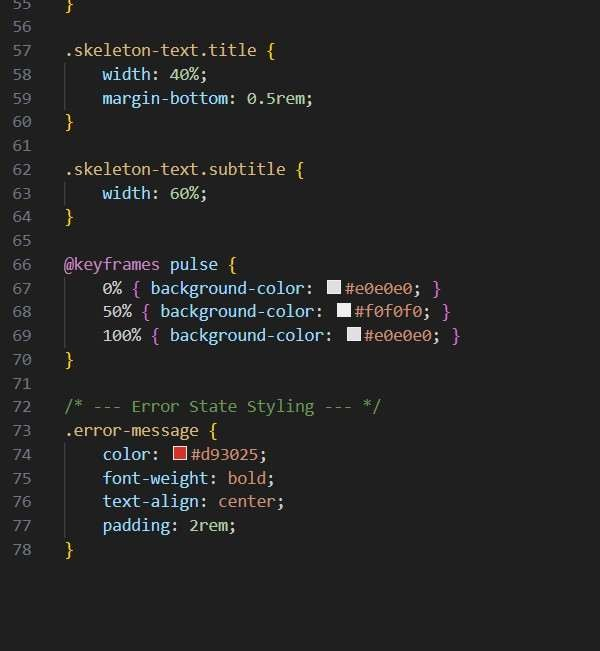 55 }
56
57 .skeleton-text.title {
58     width: 40%;
59     margin-bottom: 0.5rem;
60 }
61
62 .skeleton-text.subtitle {
63     width: 60%;
64 }
65
66 @keyframes pulse {
67     0% { background-color: #e0e0e0; }
68     50% { background-color: #f0f0f0; }
69     100% { background-color: #e0e0e0; }
70 }
71
72 /* --- Error State Styling --- */
73 .error-message {
74     color: #d93025;
75     font-weight: bold;
76     text-align: center;
77     padding: 2rem;
78 }